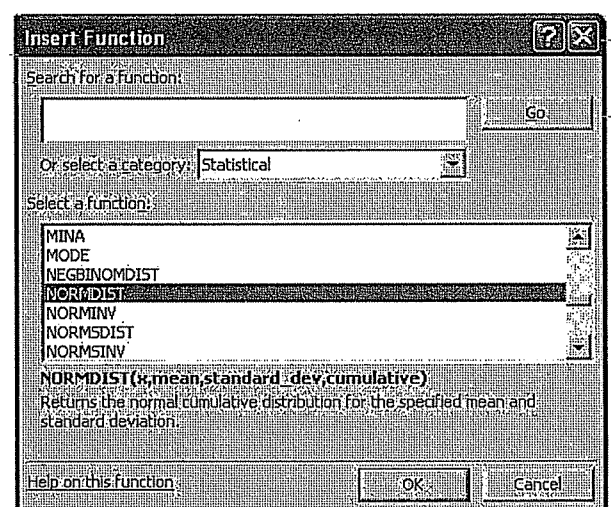 Insert Function
Search for a function:
Go
Or select a category: Statistical
Select a function:
MINA
MODE
NEGBINOMDIST
NORMDIST
NORMINV
NORMSDIST
NORMSINV
NORMDIST(x,mean,standard_dev,cumulative)
Returns the normal cumulative distribution for the specified mean and
standard deviation.
Help on this function
OK
Cancel